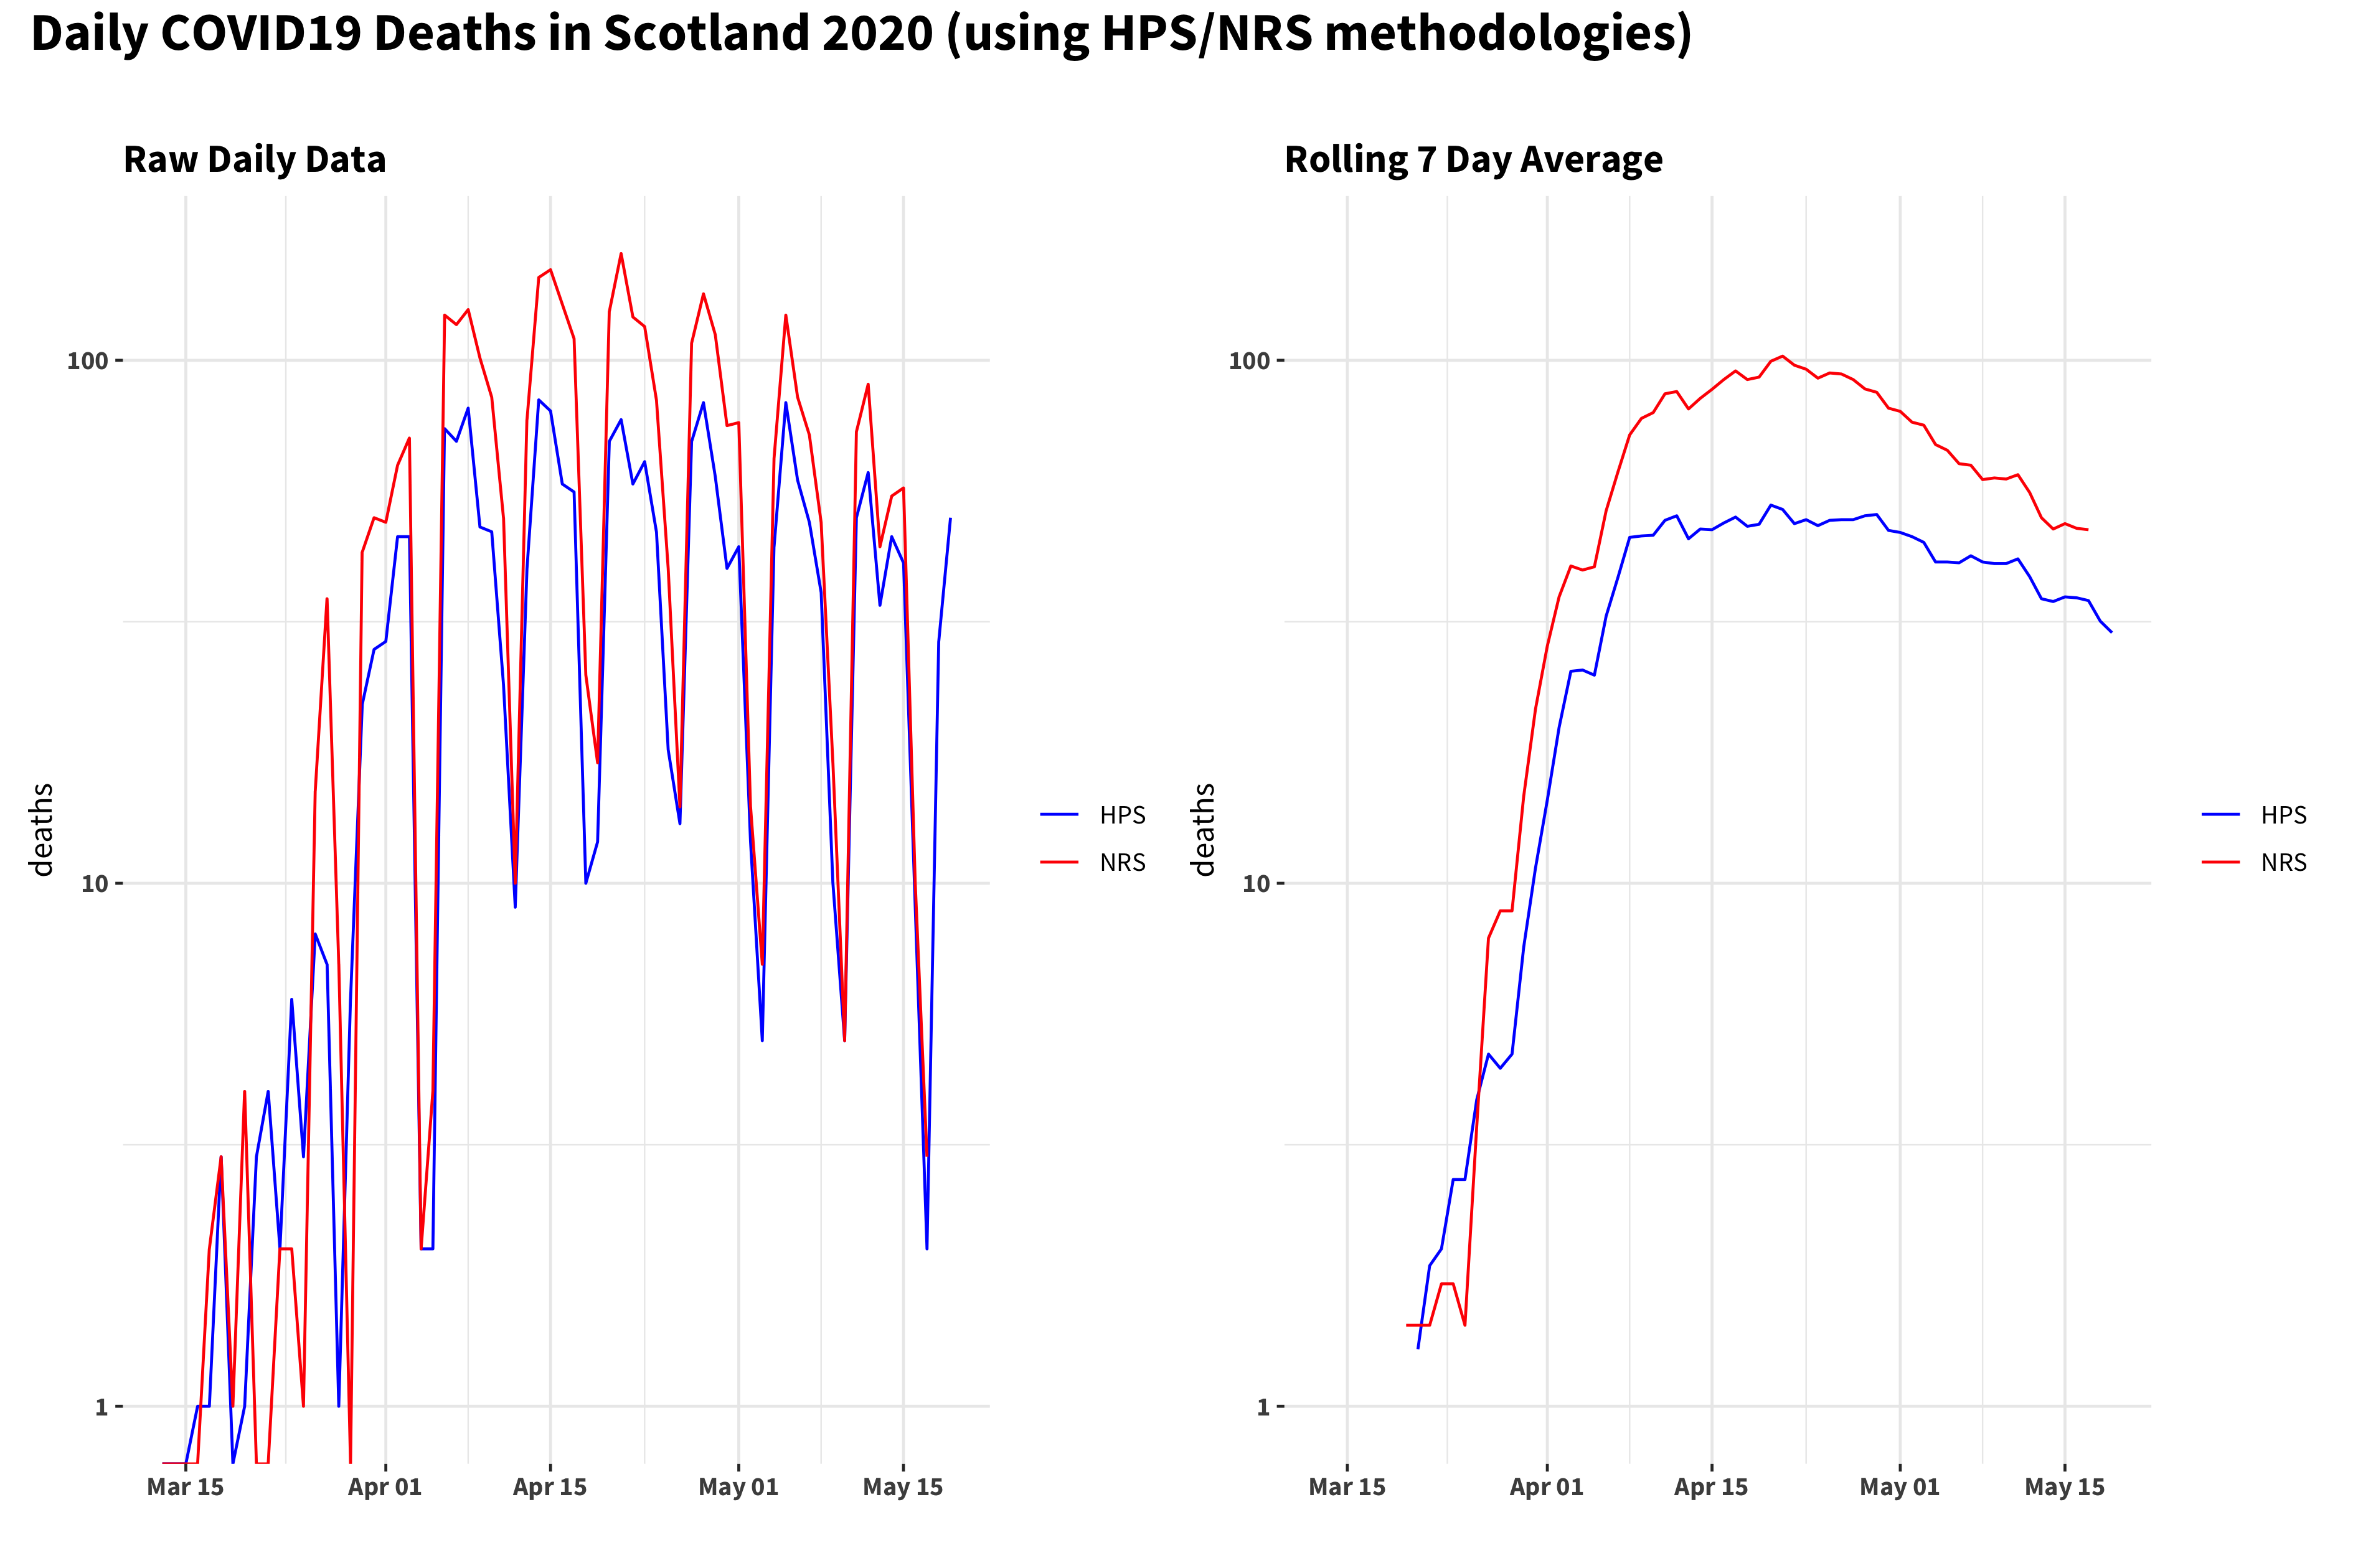 Daily COVID19 Deaths in Scotland 2020 (using HPS/NRS methodologies)
Raw Daily Data
100
10
1
deaths
Mar 15 Apr 01 Apr 15 May 01 May 15
HPS
NRS
Rolling 7 Day Average
100
10
1
deaths
Mar 15 Apr 01 Apr 15 May 01 May 15
HPS
NRS